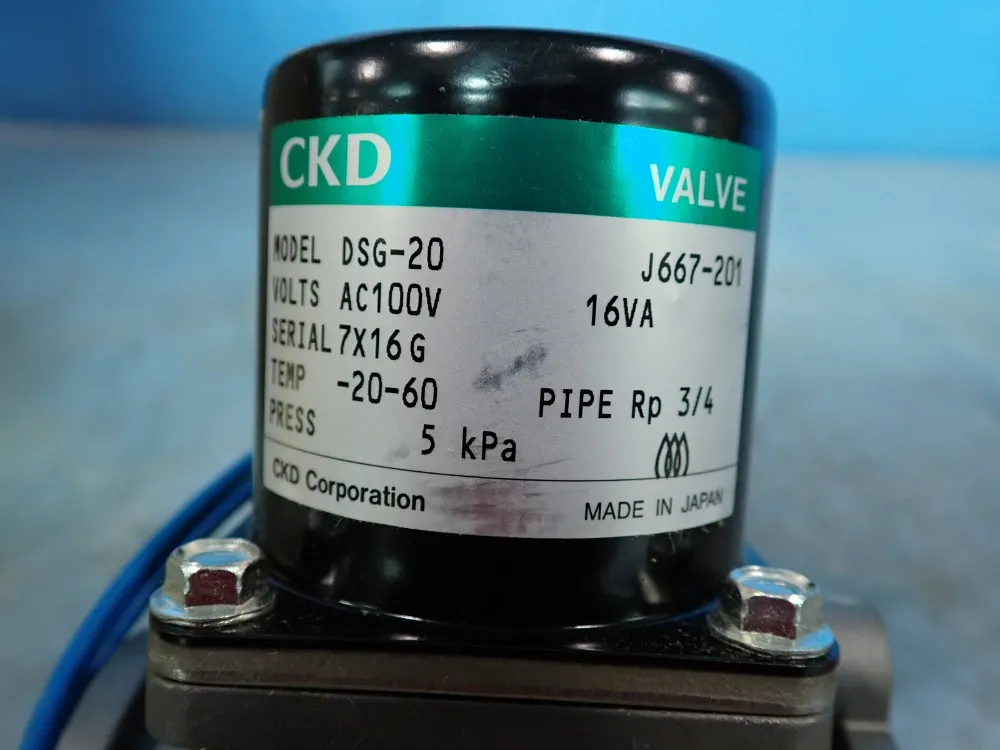 CKD VALVE
MODEL DSG-20 J667-201
VOLTS AC100V 16VA
SERIAL 7X16G
TEMP -20-60 PIPE Rp 3/4
PRESS 5 kPa
CKD Corporation MADE IN JAPAN